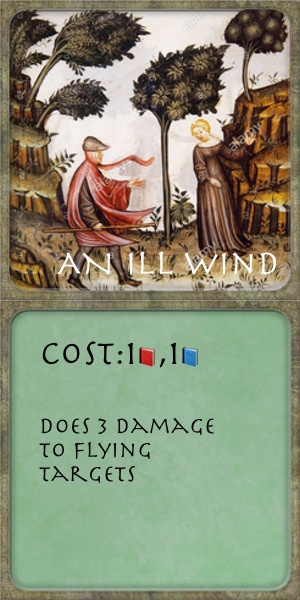 AN ILL WIND
COST:1📕,1📘
DOES 3 DAMAGE
TO FLYING
TARGETS